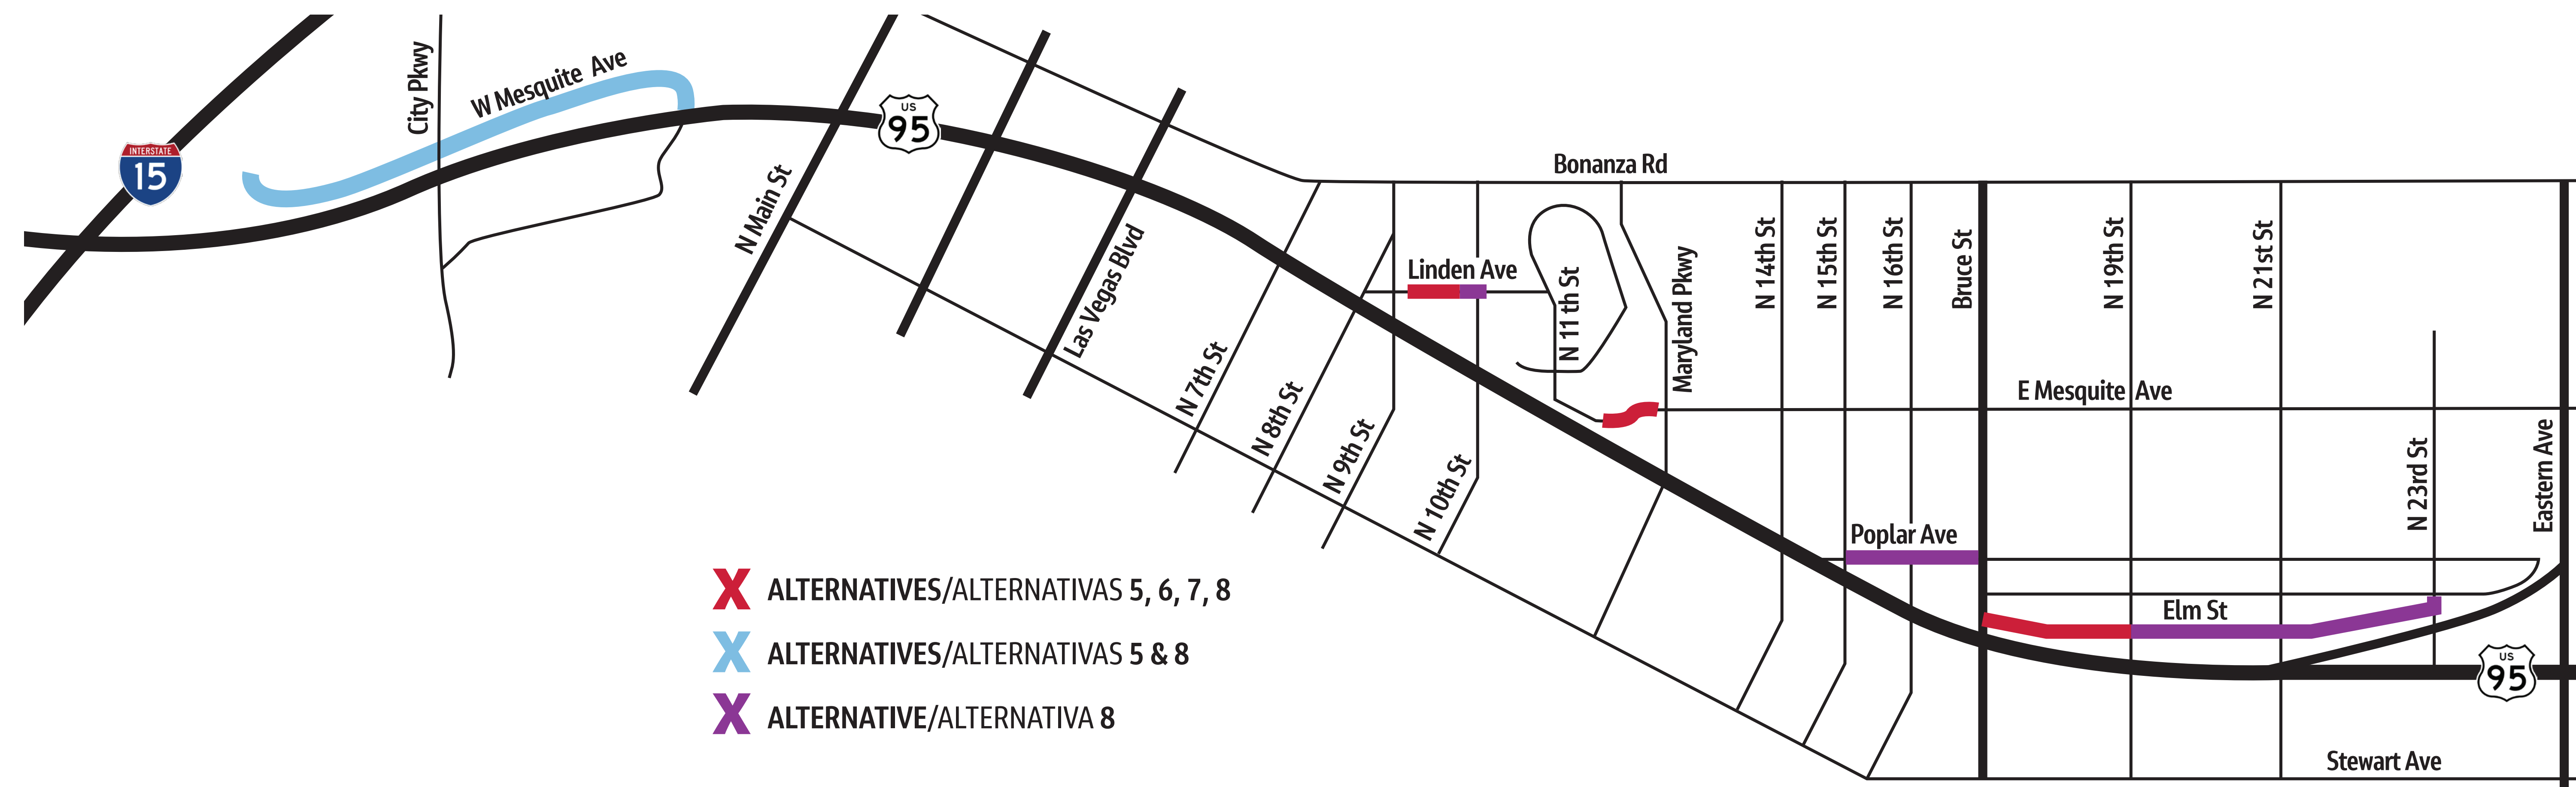 City Pkwy
W Mesquite Ave
INTERSTATE
15
N Main St
US
95
Las Vegas Blvd
N 7th St
N 8th St
N 9th St
N 10th St
Bonanza Rd
Linden Ave
N 11th St
Maryland Pkwy
N 14th St
N 15th St
N 16th St
Bruce St
N 19th St
N 21st St
E Mesquite Ave
N 23rd St
Eastern Ave
Poplar Ave
Elm St
US
95
Stewart Ave
X ALTERNATIVES/ALTERNATIVAS 5, 6, 7, 8
X ALTERNATIVES/ALTERNATIVAS 5 & 8
X ALTERNATIVE/ALTERNATIVA 8